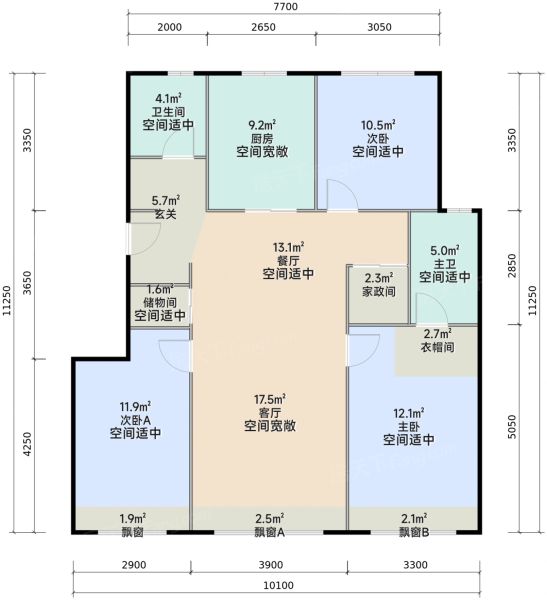 7700
2000
2650
3050
4.1㎡
卫生间
空间适中
9.2㎡
厨房
空间宽敞
10.5㎡
次卧
空间适中
3350
3350
5.7㎡
玄关
13.1㎡
餐厅
空间适中
5.0㎡
主卫
空间适中
2.3㎡
家政间
1.6㎡
储物间
空间适中
3650
2850
11250
11250
2.7㎡
衣帽间
11.9㎡
次卧A
空间适中
17.5㎡
客厅
空间宽敞
12.1㎡
主卧
空间适中
4250
5050
1.9㎡
飘窗
2.5㎡
飘窗A
2.1㎡
飘窗B
2900
3900
3300
10100